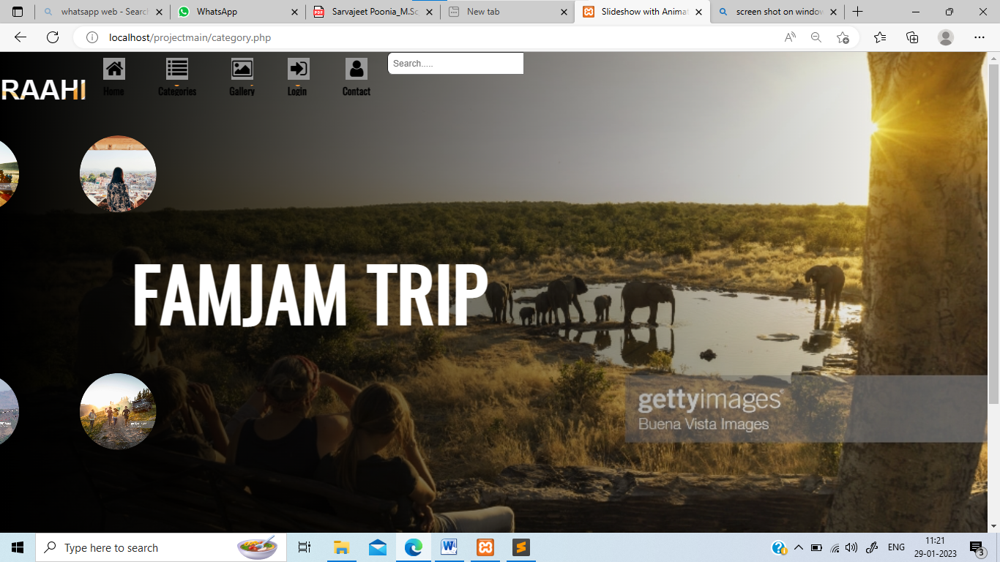 whatsapp web - Searc
WhatsApp
PDF
Sarvajeet Poonia_M.Sc
New tab
Slideshow with Animat
screen shot on window
localhost/projectmain/category.php
RAAHI
Home
Categories
Gallery
Login
Contact
Search.....
FAMJAM TRIP
gettyimages
Buena Vista Images
Type here to search
ENG
11:21
29-01-2023
3